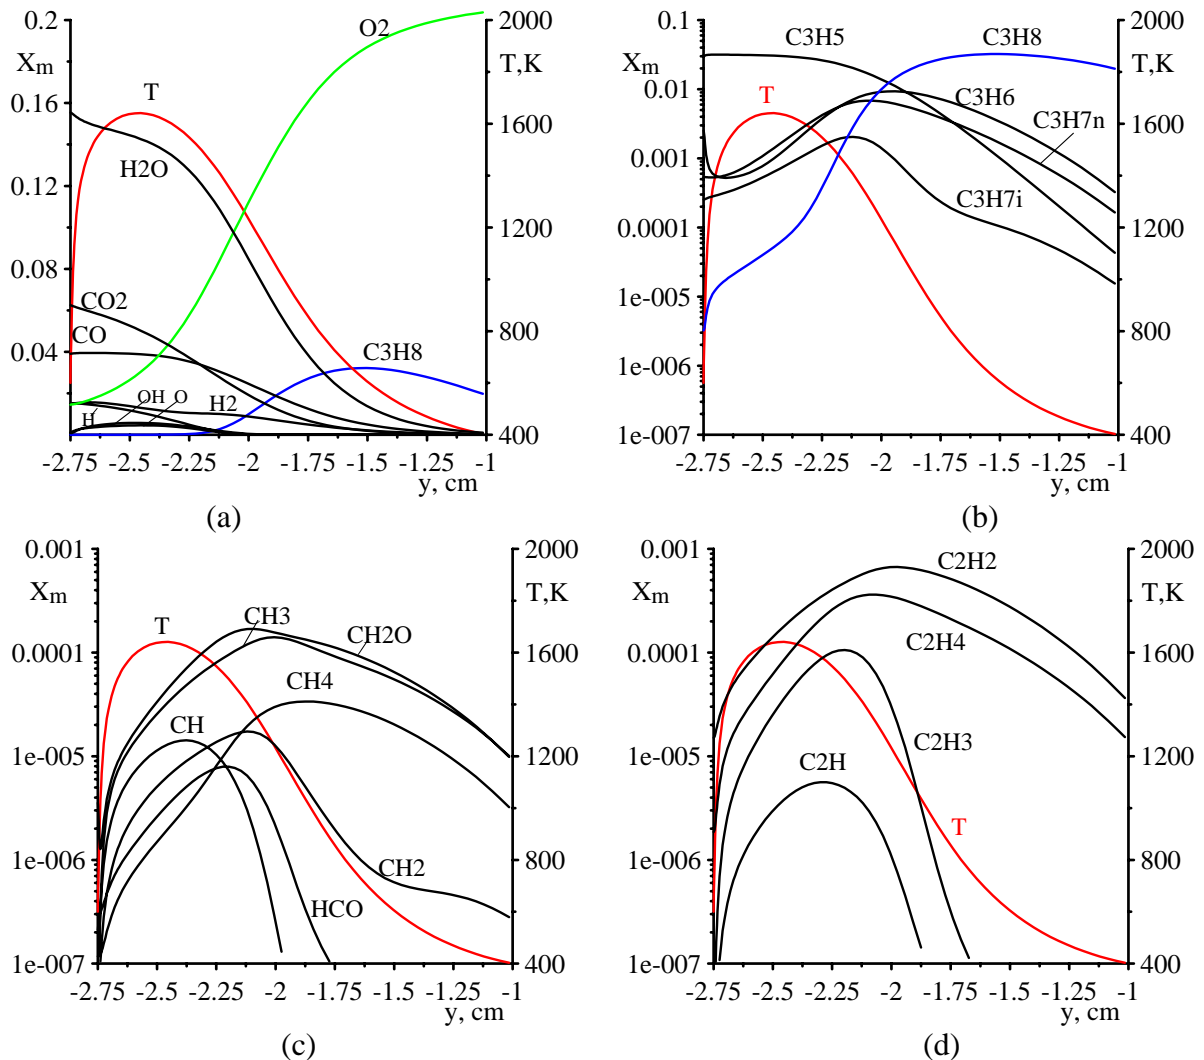 0.2
Xm
0.16
0.12
0.08
0.04
T
H2O
O2
CO2
CO
C3H8
H
OH
O
H2
2000
T,K
1600
1200
800
400
-2.75 -2.5 -2.25 -2 -1.75 -1.5 -1.25 -1
y, cm
(a)
0.1
Xm
0.01
0.001
0.0001
1e-005
1e-006
1e-007
C3H5
C3H8
T
C3H6
C3H7n
C3H7i
2000
T,K
1600
1200
800
400
-2.75 -2.5 -2.25 -2 -1.75 -1.5 -1.25 -1
y, cm
(b)
0.001
Xm
0.0001
1e-005
1e-006
1e-007
T
CH3
CH2O
CH4
CH
CH2
HCO
2000
T,K
1600
1200
800
400
-2.75 -2.5 -2.25 -2 -1.75 -1.5 -1.25 -1
y, cm
(c)
0.001
Xm
0.0001
1e-005
1e-006
1e-007
C2H2
T
C2H4
C2H3
C2H
T
2000
T,K
1600
1200
800
400
-2.75 -2.5 -2.25 -2 -1.75 -1.5 -1.25 -1
y, cm
(d)